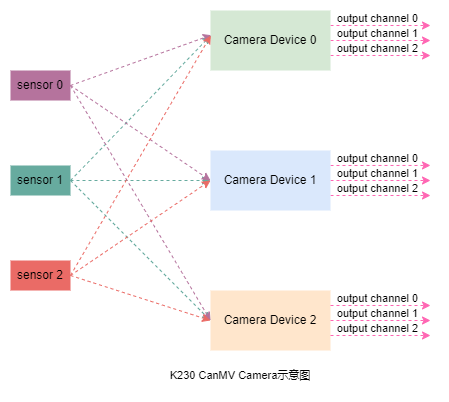 sensor 0
sensor 1
sensor 2
Camera Device 0
output channel 0
output channel 1
output channel 2
Camera Device 1
output channel 0
output channel 1
output channel 2
Camera Device 2
output channel 0
output channel 1
output channel 2
K230 CanMV Camera示意图